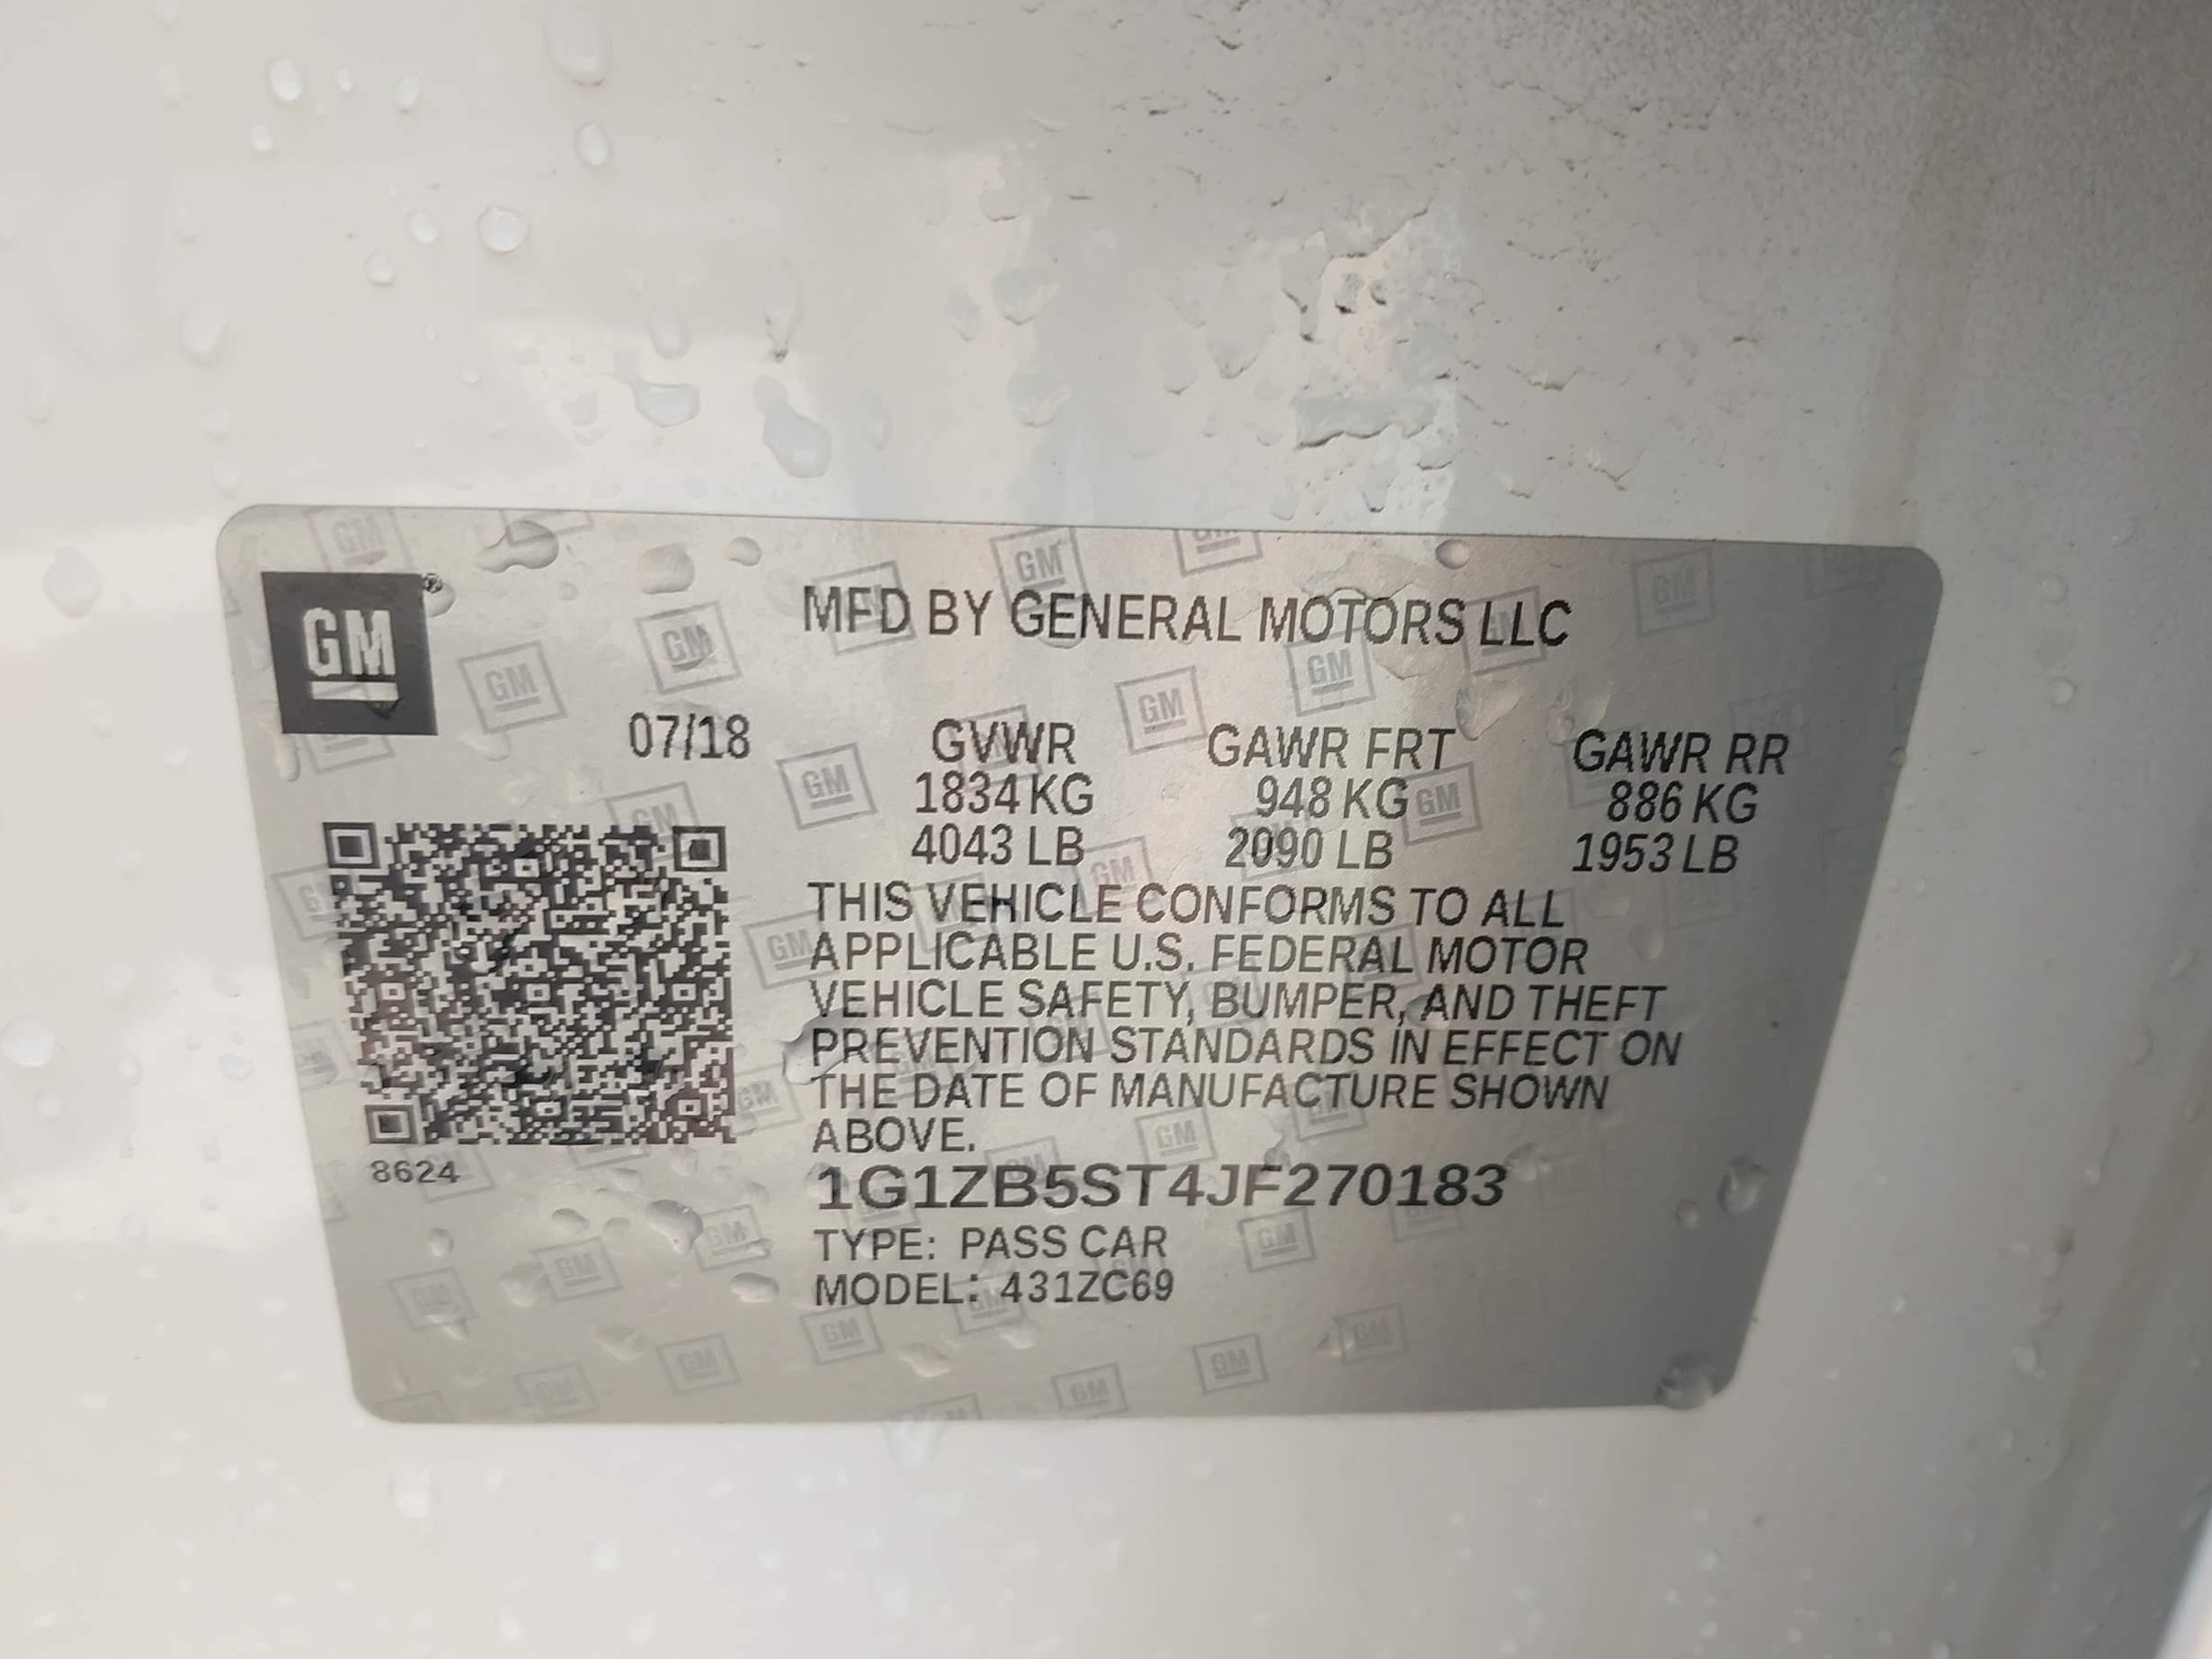 GM
MFD BY GENERAL MOTORS LLC
07/18 GVWR GAWR FRT GAWR RR
1834 KG 948 KG 886 KG
4043 LB 2090 LB 1953 LB
THIS VEHICLE CONFORMS TO ALL
APPLICABLE U.S. FEDERAL MOTOR
VEHICLE SAFETY, BUMPER, AND THEFT
PREVENTION STANDARDS IN EFFECT ON
THE DATE OF MANUFACTURE SHOWN
ABOVE.
8624
1G1ZB5ST4JF270183
TYPE: PASS CAR
MODEL: 431ZC69